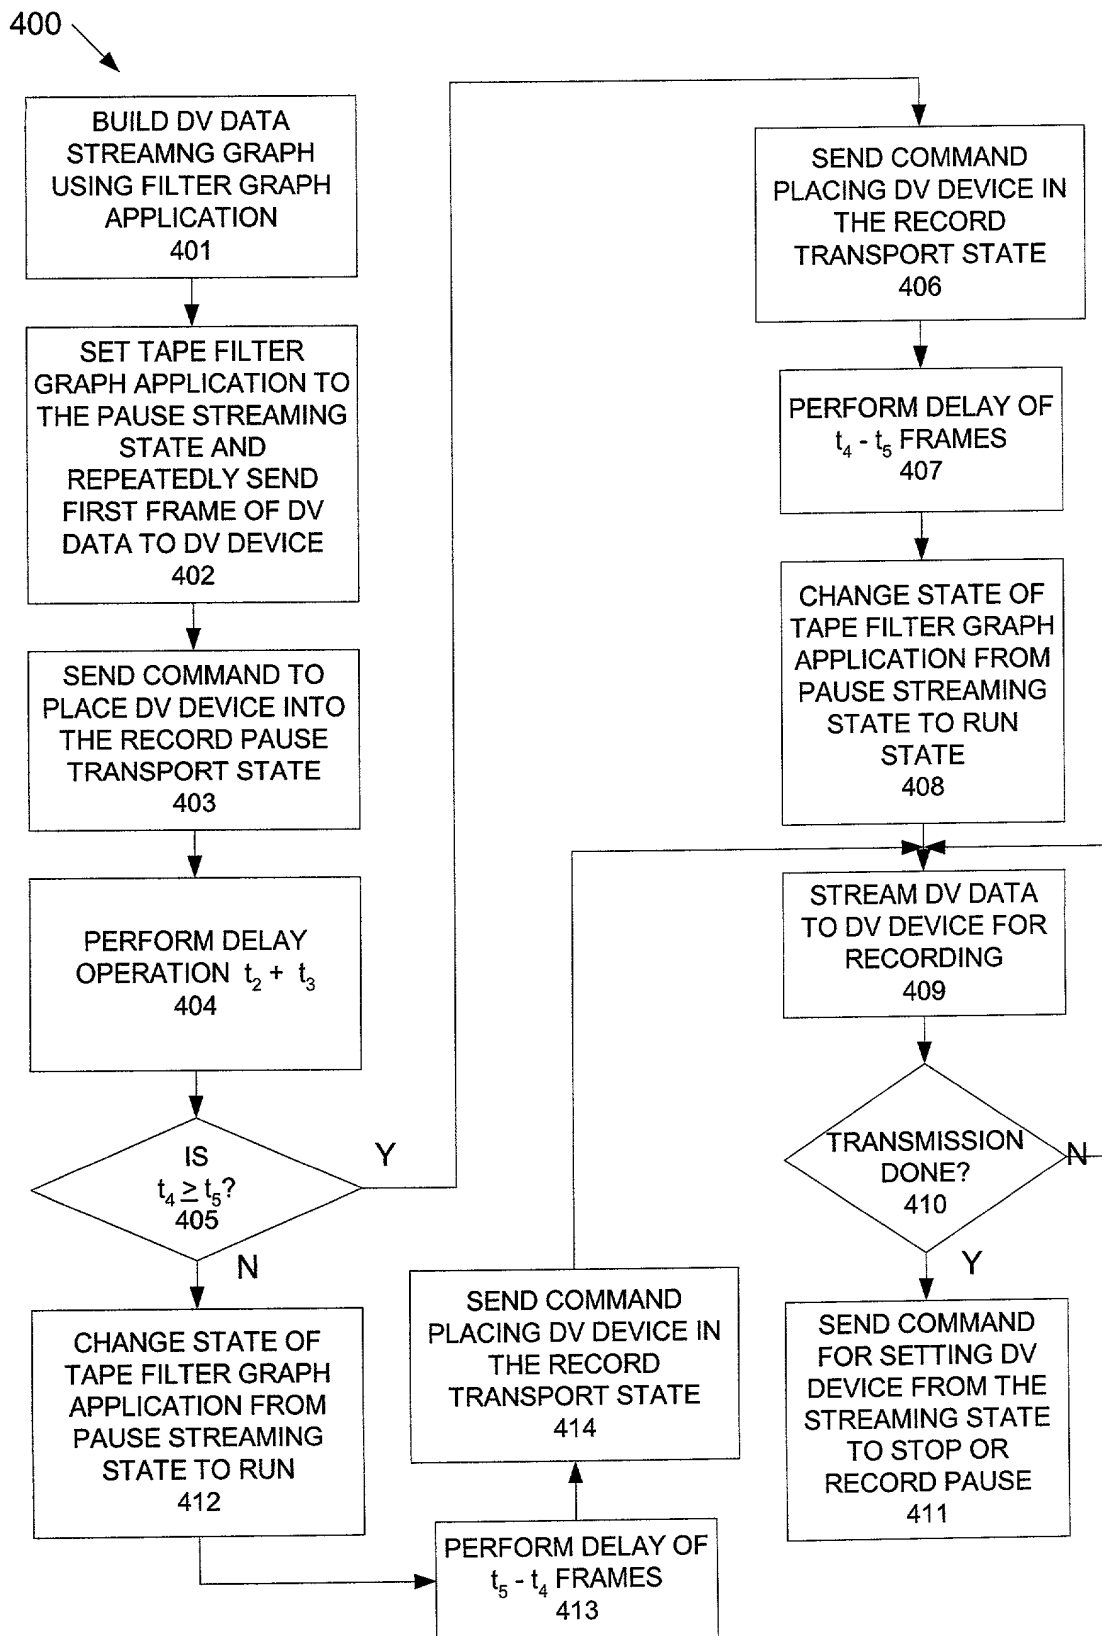 400
BUILD DV DATA
STREAMNG GRAPH
USING FILTER GRAPH
APPLICATION
401
SET TAPE FILTER
GRAPH APPLICATION TO
THE PAUSE STREAMING
STATE AND
REPEATEDLY SEND
FIRST FRAME OF DV
DATA TO DV DEVICE
402
SEND COMMAND TO
PLACE DV DEVICE INTO
THE RECORD PAUSE
TRANSPORT STATE
403
PERFORM DELAY
OPERATION t₂ + t₃
404
IS
t₄ ≥ t₅?
405
Y
N
CHANGE STATE OF
TAPE FILTER GRAPH
APPLICATION FROM
PAUSE STREAMING
STATE TO RUN
412
PERFORM DELAY OF
t₅ - t₄ FRAMES
413
SEND COMMAND
PLACING DV DEVICE IN
THE RECORD
TRANSPORT STATE
414
SEND COMMAND
PLACING DV DEVICE IN
THE RECORD
TRANSPORT STATE
406
PERFORM DELAY OF
t₄ - t₅ FRAMES
407
CHANGE STATE OF
TAPE FILTER GRAPH
APPLICATION FROM
PAUSE STREAMING
STATE TO RUN
STATE
408
STREAM DV DATA
TO DV DEVICE FOR
RECORDING
409
TRANSMISSION
DONE?
410
N
Y
SEND COMMAND
FOR SETTING DV
DEVICE FROM THE
STREAMING STATE
TO STOP OR
RECORD PAUSE
411